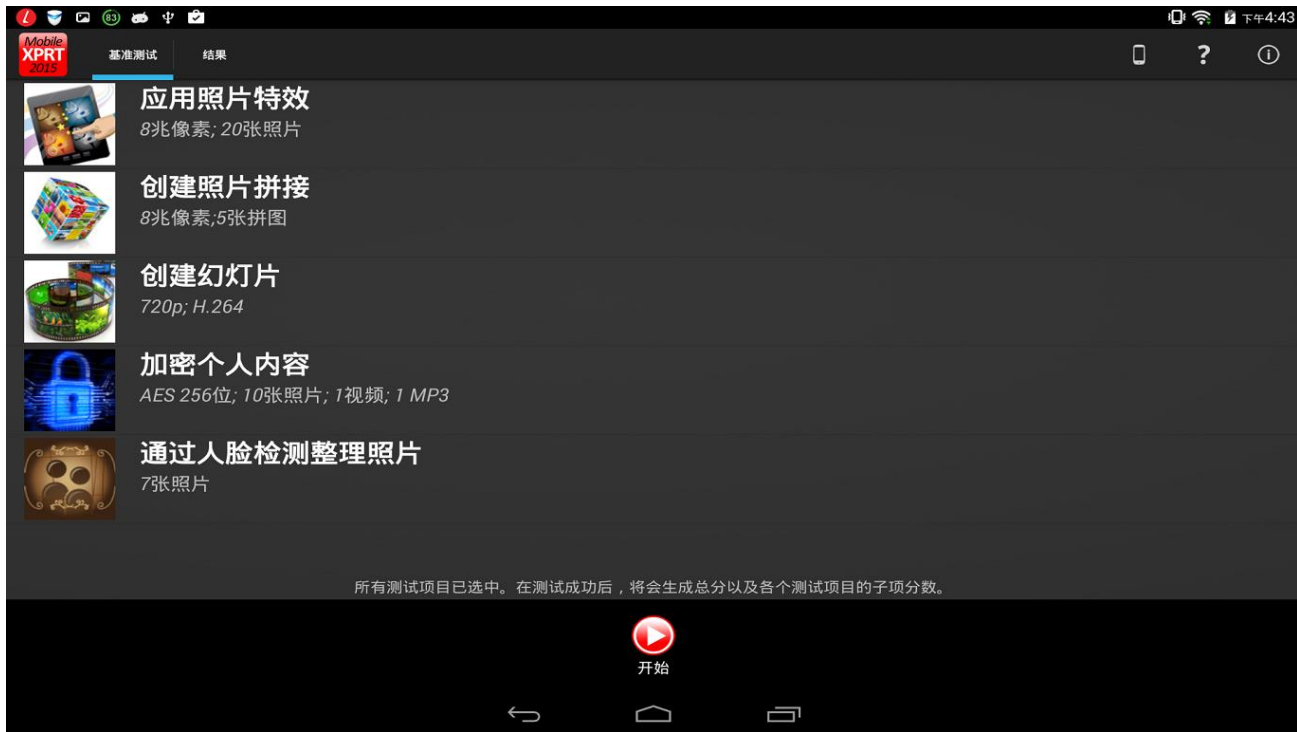 83
下午4:43
Mobile
XPRT
2015
基准测试
结果
?
应用照片特效
8兆像素; 20张照片
创建照片拼接
8兆像素;5张拼图
创建幻灯片
720p; H.264
加密个人内容
AES 256位; 10张照片; 1视频; 1 MP3
通过人脸检测整理照片
7张照片
所有测试项目已选中。在测试成功后，将会生成总分以及各个测试项目的子项分数。
开始